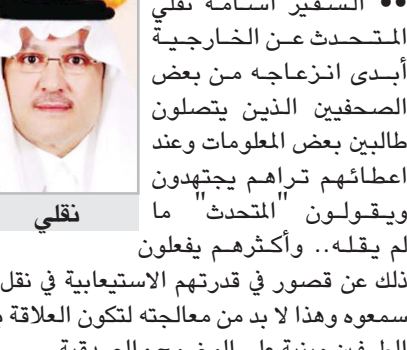 •• السفير أسامة نقلي
المتحدث عن الخارجية
أبدى انزعاجه من بعض
الصحفيين الذين يتصلون
طالبين بعض المعلومات وعند
اعطائهم تراهم يجتهدون
ويقولون "المتحدث" ما
لم يقله.. وأكثرهم يفعلون
نقلي
ذلك عن قصور في قدرتهم الاستيعابية في نقل
سمعوه وهذا لا بد من معالجته لتكون العلاقة